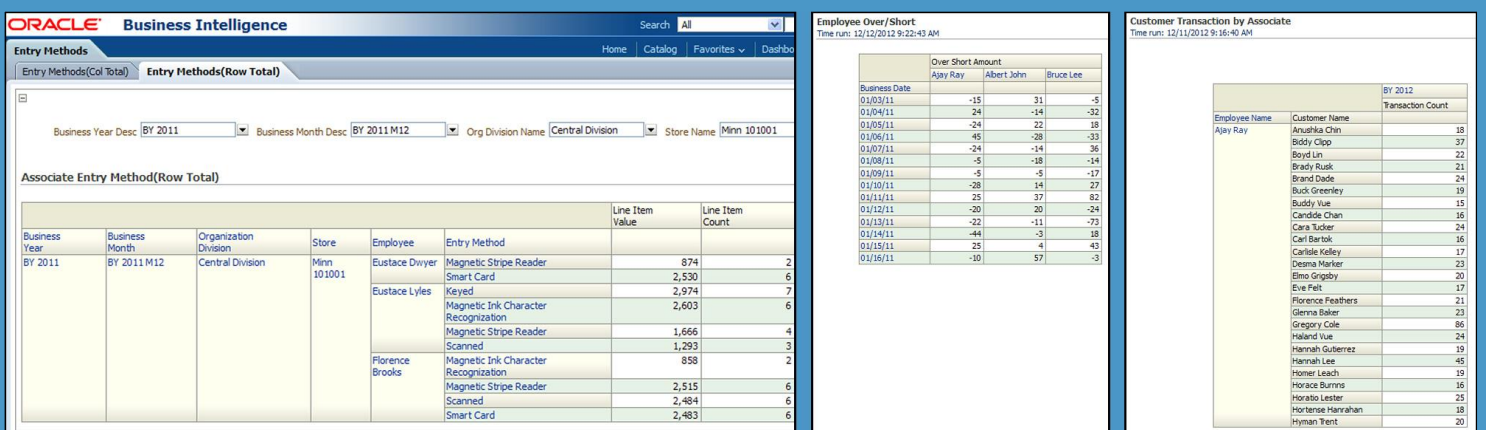 ORACLE Business Intelligence
Search All
Entry Methods
Home Catalog Favorites Dashbo
Entry Methods(Col Total) Entry Methods(Row Total)
Business Year Desc BY 2011 Business Month Desc BY 2011 M12 Org Division Name Central Division Store Name Minn 101001
Associate Entry Method(Row Total)
Line Item Value Line Item Count
Business Year Business Month Organization Division Store Employee Entry Method
BY 2011 BY 2011 M12 Central Division Minn 101001 Eustace Dwyer Magnetic Stripe Reader 874 2
Smart Card 2,530 6
Eustace Lyles Keyed 2,974 7
Magnetic Ink Character Recognization 2,603 6
Magnetic Stripe Reader 1,666 4
Scanned 1,293 3
Florence Brooks Magnetic Ink Character Recognization 858 2
Magnetic Stripe Reader 2,515 6
Scanned 2,484 6
Smart Card 2,483 6
Employee Over/Short
Time run: 12/12/2012 9:22:43 AM
Over Short Amount
Ajay Ray Albert John Bruce Lee
Business Date
01/03/11 -15 31 -5
01/04/11 24 -14 -32
01/05/11 -24 22 18
01/06/11 45 -28 -33
01/07/11 -24 -14 36
01/08/11 -5 -18 -14
01/09/11 -5 -5 -17
01/10/11 -28 14 27
01/11/11 25 37 82
01/12/11 -20 20 -24
01/13/11 -22 -11 -73
01/14/11 -44 -3 18
01/15/11 25 4 43
01/16/11 -10 57 -3
Customer Transaction by Associate
Time run: 12/11/2012 9:16:40 AM
BY 2012
Transaction Count
Employee Name Customer Name
Ajay Ray Anushka Chin 18
Biddy Clipp 37
Boyd Lin 22
Brady Rusk 21
Brand Dade 24
Buck Greenley 19
Buddy Vue 15
Candide Chan 16
Cara Tucker 24
Carl Bartok 16
Carlisle Kelley 17
Desma Marker 23
Elmo Grigsby 20
Eve Felt 17
Florence Feathers 21
Glenna Baker 23
Gregory Cole 86
Haland Vue 24
Hannah Gutierrez 19
Hannah Lee 45
Homer Leach 19
Horace Burnns 16
Horatio Lester 25
Hortense Hanrahan 18
Hyman Trent 20